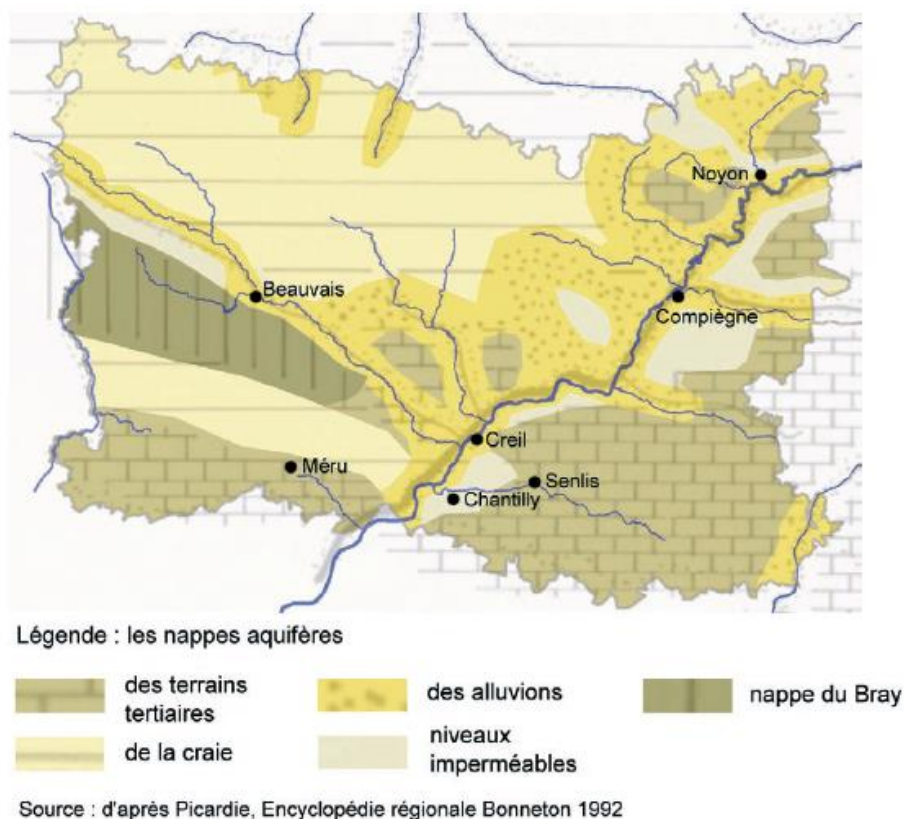 Noyon
Beauvais
Compiègne
Creil
Méru
Senlis
Chantilly
Légende : les nappes aquifères
des terrains
tertiaires
des alluvions
nappe du Bray
de la craie
niveaux
imperméables
Source : d'après Picardie, Encyclopédie régionale Bonneton 1992